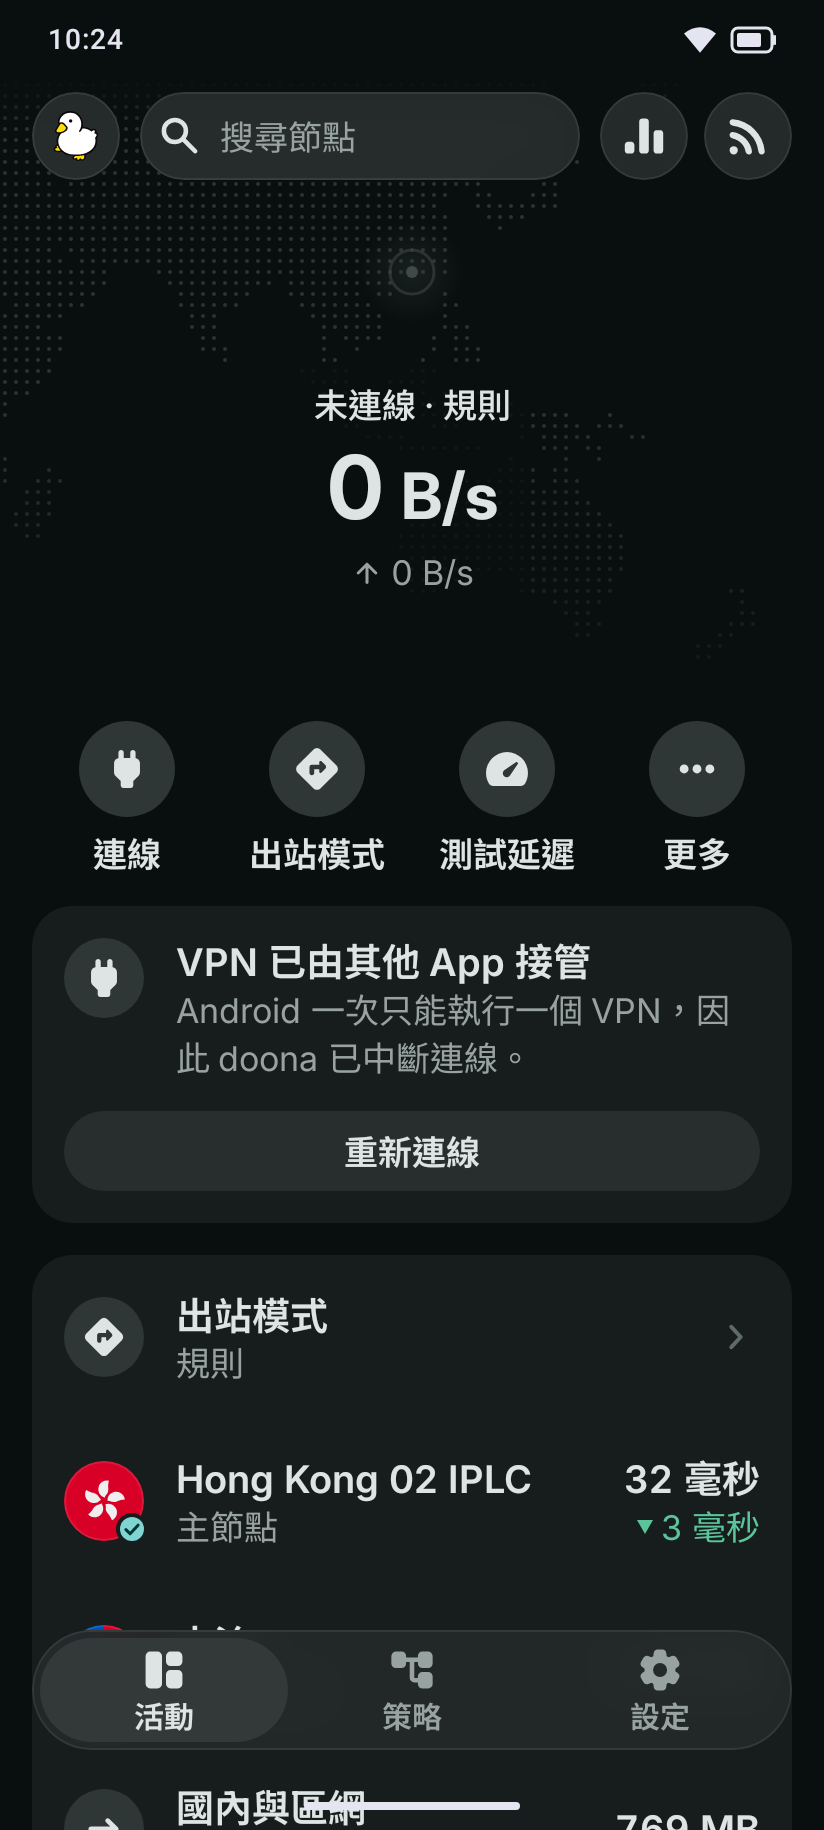 10:24
搜尋節點
未連線 · 規則
0 B/s
↑ 0 B/s
連線
出站模式
測試延遲
更多
VPN 已由其他 App 接管
Android 一次只能執行一個 VPN，因
此 doona 已中斷連線。
重新連線
出站模式
規則
Hong Kong 02 IPLC
32 毫秒
主節點
▼3 毫秒
活動
策略
設定
國內與區網
769 MB